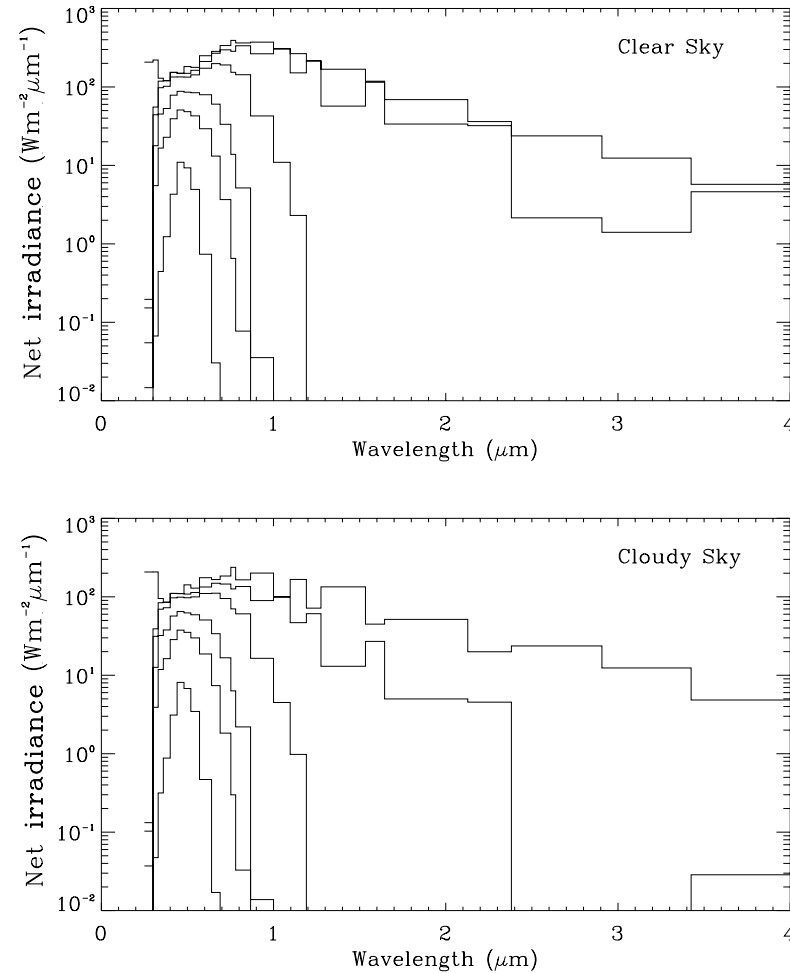 Clear Sky
Net irradiance (Wm⁻²μm⁻¹)
10³
10²
10¹
10⁰
10⁻¹
10⁻²
0 1 2 3 4
Wavelength (μm)
Cloudy Sky
Net irradiance (Wm⁻²μm⁻¹)
10³
10²
10¹
10⁰
10⁻¹
10⁻²
0 1 2 3 4
Wavelength (μm)